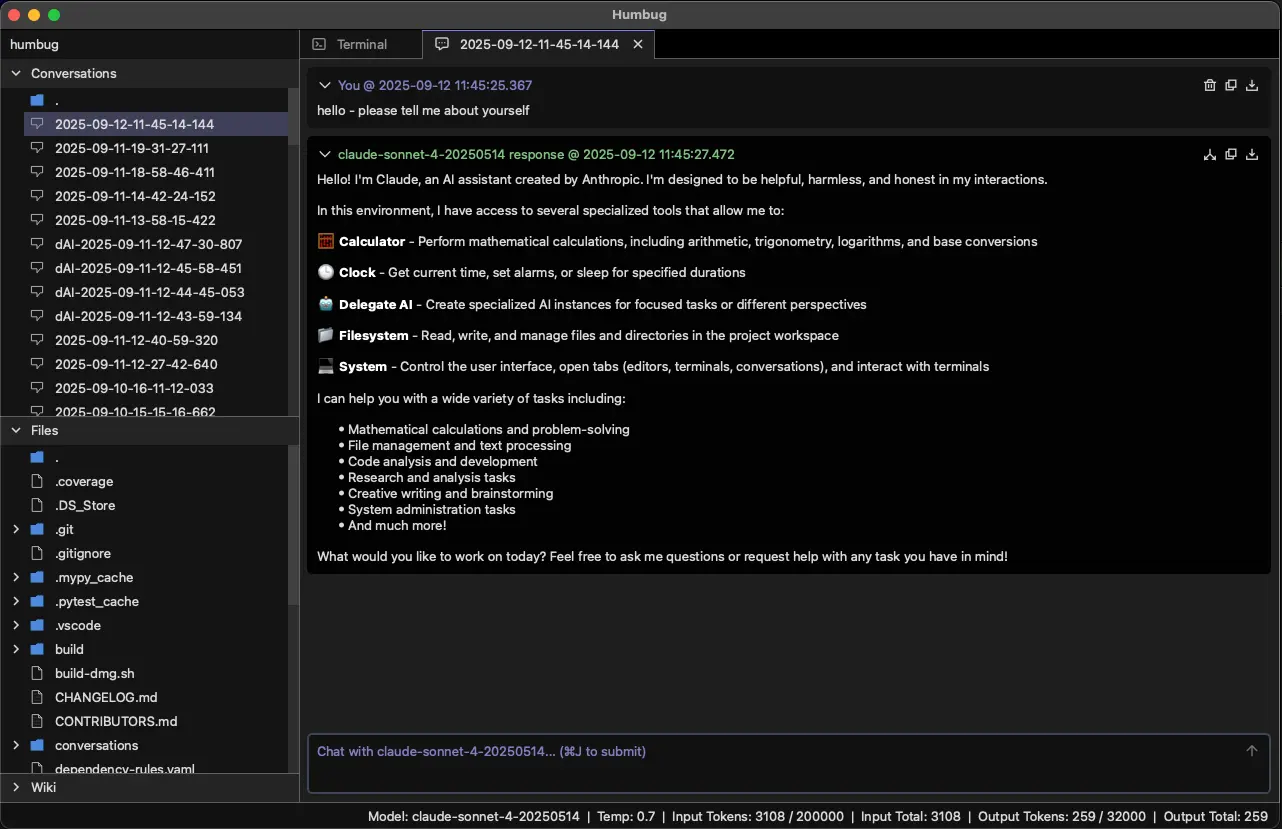 Humbug
humbug
Conversations
.
2025-09-12-11-45-14-144
2025-09-11-19-31-27-111
2025-09-11-18-58-46-411
2025-09-11-14-42-24-152
2025-09-11-13-58-15-422
dAI-2025-09-11-12-47-30-807
dAI-2025-09-11-12-45-58-451
dAI-2025-09-11-12-44-45-053
dAI-2025-09-11-12-43-59-134
2025-09-11-12-40-59-320
2025-09-11-12-27-42-640
2025-09-10-16-11-12-033
2025-09-10-15-15-16-662
Files
.
.coverage
.DS_Store
.git
.gitignore
.mypy_cache
.pytest_cache
.vscode
build
build-dmg.sh
CHANGELOG.md
CONTRIBUTORS.md
conversations
dependency-rules.yaml
Wiki
Terminal
2025-09-12-11-45-14-144
You @ 2025-09-12 11:45:25.367
hello - please tell me about yourself
claude-sonnet-4-20250514 response @ 2025-09-12 11:45:27.472
Hello! I'm Claude, an AI assistant created by Anthropic. I'm designed to be helpful, harmless, and honest in my interactions.
In this environment, I have access to several specialized tools that allow me to:
Calculator - Perform mathematical calculations, including arithmetic, trigonometry, logarithms, and base conversions
Clock - Get current time, set alarms, or sleep for specified durations
Delegate AI - Create specialized AI instances for focused tasks or different perspectives
Filesystem - Read, write, and manage files and directories in the project workspace
System - Control the user interface, open tabs (editors, terminals, conversations), and interact with terminals
I can help you with a wide variety of tasks including:
• Mathematical calculations and problem-solving
• File management and text processing
• Code analysis and development
• Research and analysis tasks
• Creative writing and brainstorming
• System administration tasks
• And much more!
What would you like to work on today? Feel free to ask me questions or request help with any task you have in mind!
Chat with claude-sonnet-4-20250514... (⌘J to submit)
Model: claude-sonnet-4-20250514 | Temp: 0.7 | Input Tokens: 3108 / 200000 | Input Total: 3108 | Output Tokens: 259 / 32000 | Output Total: 259